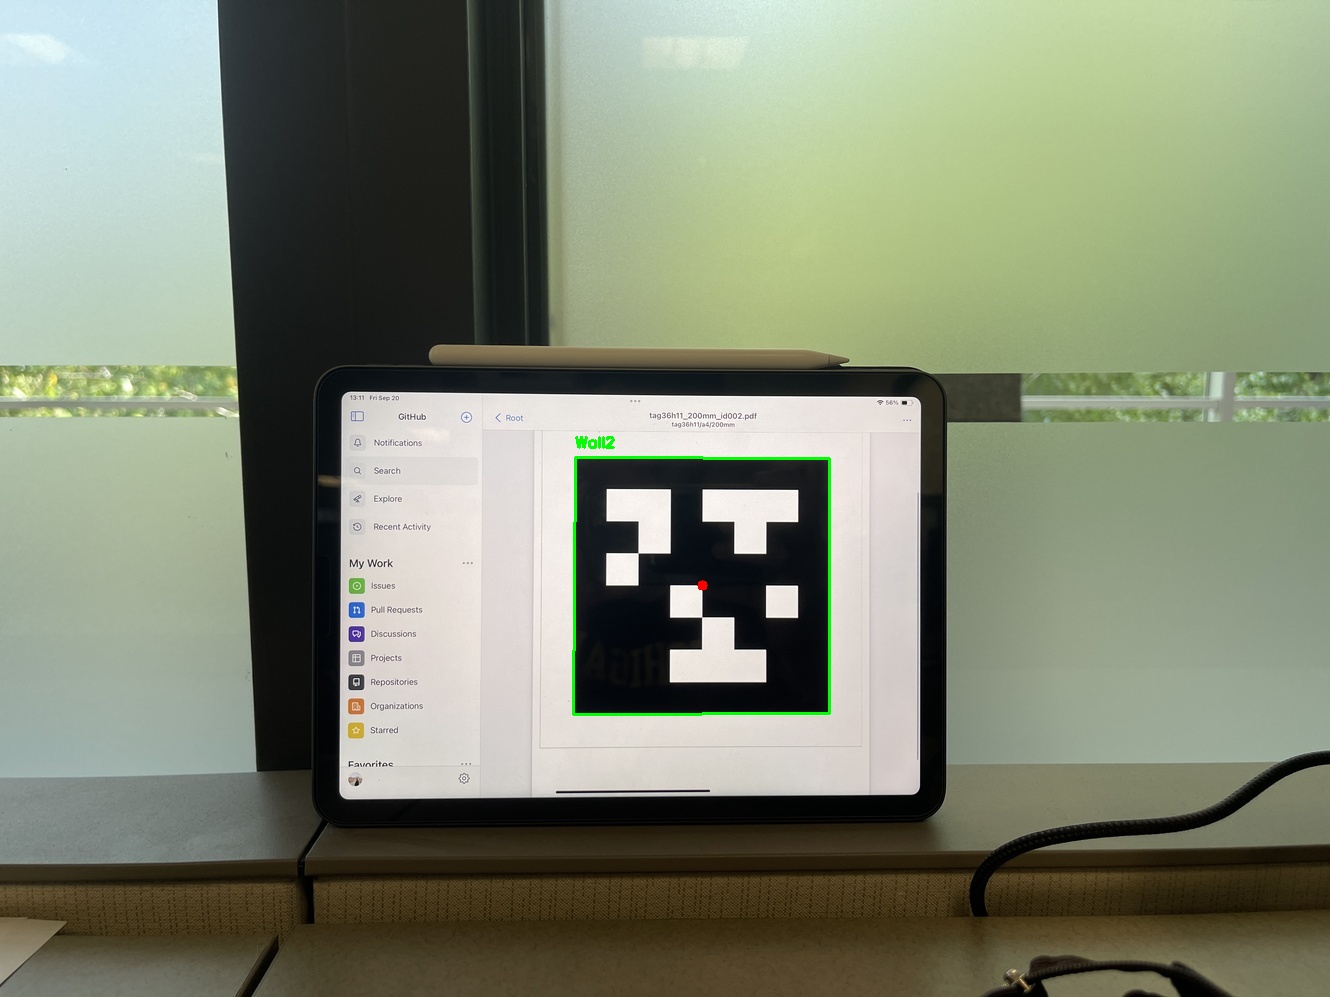 13:11 Fri Sep 20
56%
GitHub
Root
tag36h11_200mm_id002.pdf
tag36h11/a4/200mm
Notifications
Wall2
Search
Explore
Recent Activity
My Work
Issues
Pull Requests
Discussions
Projects
Repositories
Organizations
Starred
Favorites